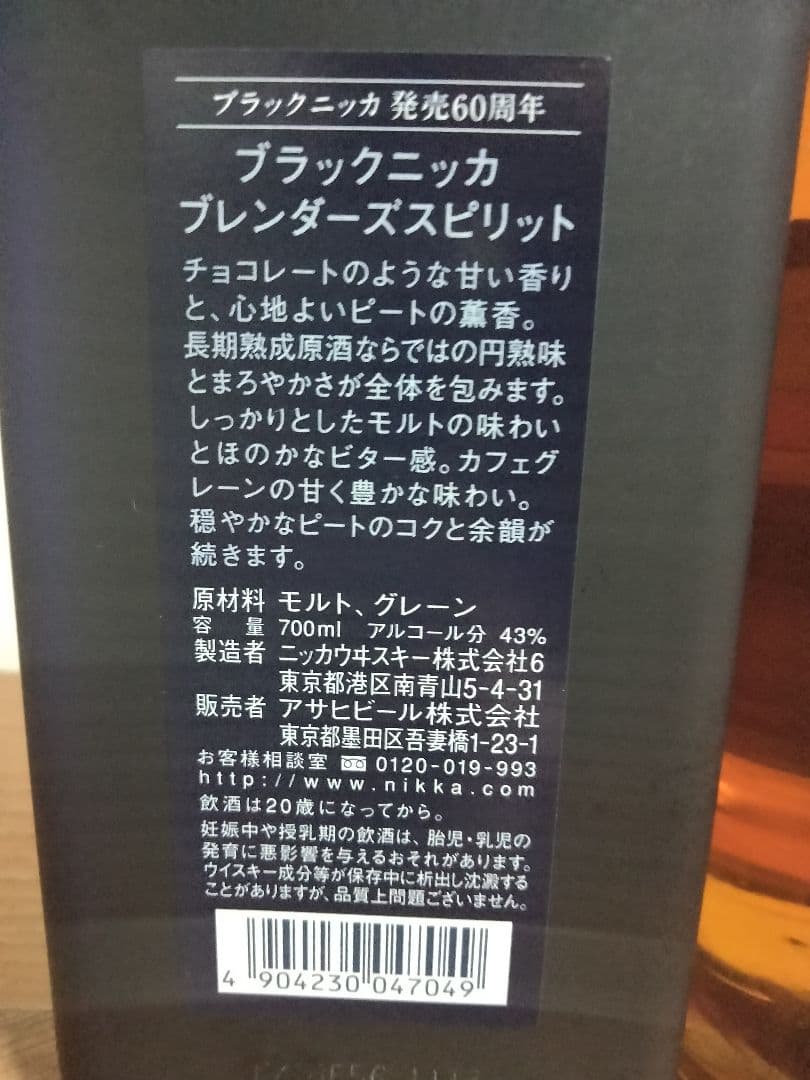 ブラックニッカ 発売60周年
ブラックニッカ
ブレンダーズスピリット
チョコレートのような甘い香り
と、心地よいピートの薫香。
長期熟成原酒ならではの円熟味
とまろやかさが全体を包みます。
しっかりとしたモルトの味わい
とほのかなビター感。カフェグ
レーンの甘く豊かな味わい。
穏やかなピートのコクと余韻が
続きます。
原材料 モルト、グレーン
容 量 700ml アルコール分 43%
製造者 ニッカウヰスキー株式会社6
東京都港区南青山5-4-31
販売者 アサヒビール株式会社
東京都墨田区吾妻橋1-23-1
お客様相談室 0120-019-993
http://www.nikka.com
飲酒は20歳になってから。
妊娠中や授乳期の飲酒は、胎児・乳児の
発育に悪影響を与えるおそれがあります。
ウイスキー成分等が保存中に析出し沈澱する
ことがありますが、品質上問題ございません。
4 904230 047049